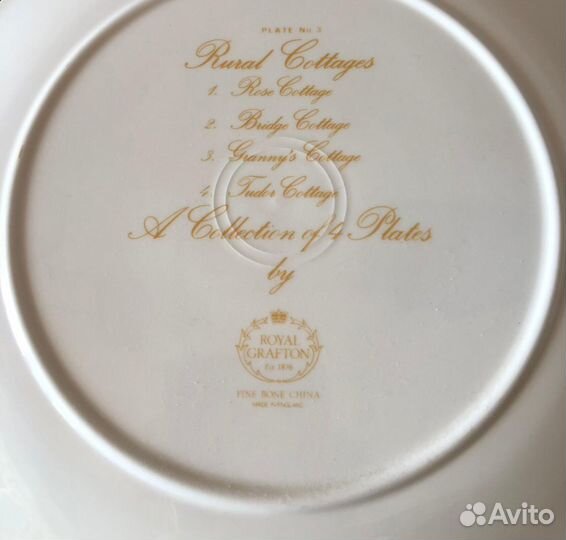 PLATE No 3
Rural Cottages
1. Rose Cottage
2. Bridge Cottage
3. Granny's Cottage
4. Tudor Cottage
A Collection of 4 Plates
by
ROYAL
GRAFTON
Est 1876
FINE BONE CHINA
MADE IN ENGLAND
Avito